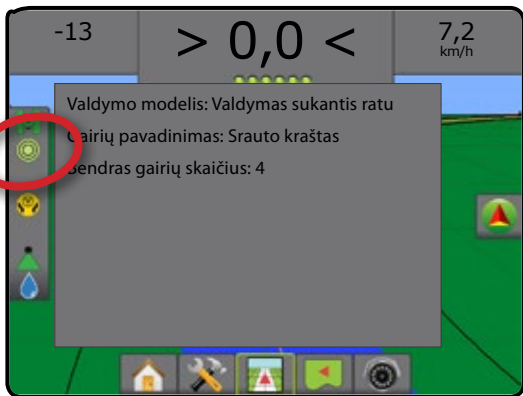 -13
> 0,0 <
7,2
km/h
Valdymo modelis: Valdymas sukantis ratu
Gairių pavadinimas: Srauto kraštas
Bendras gairių skaičius: 4